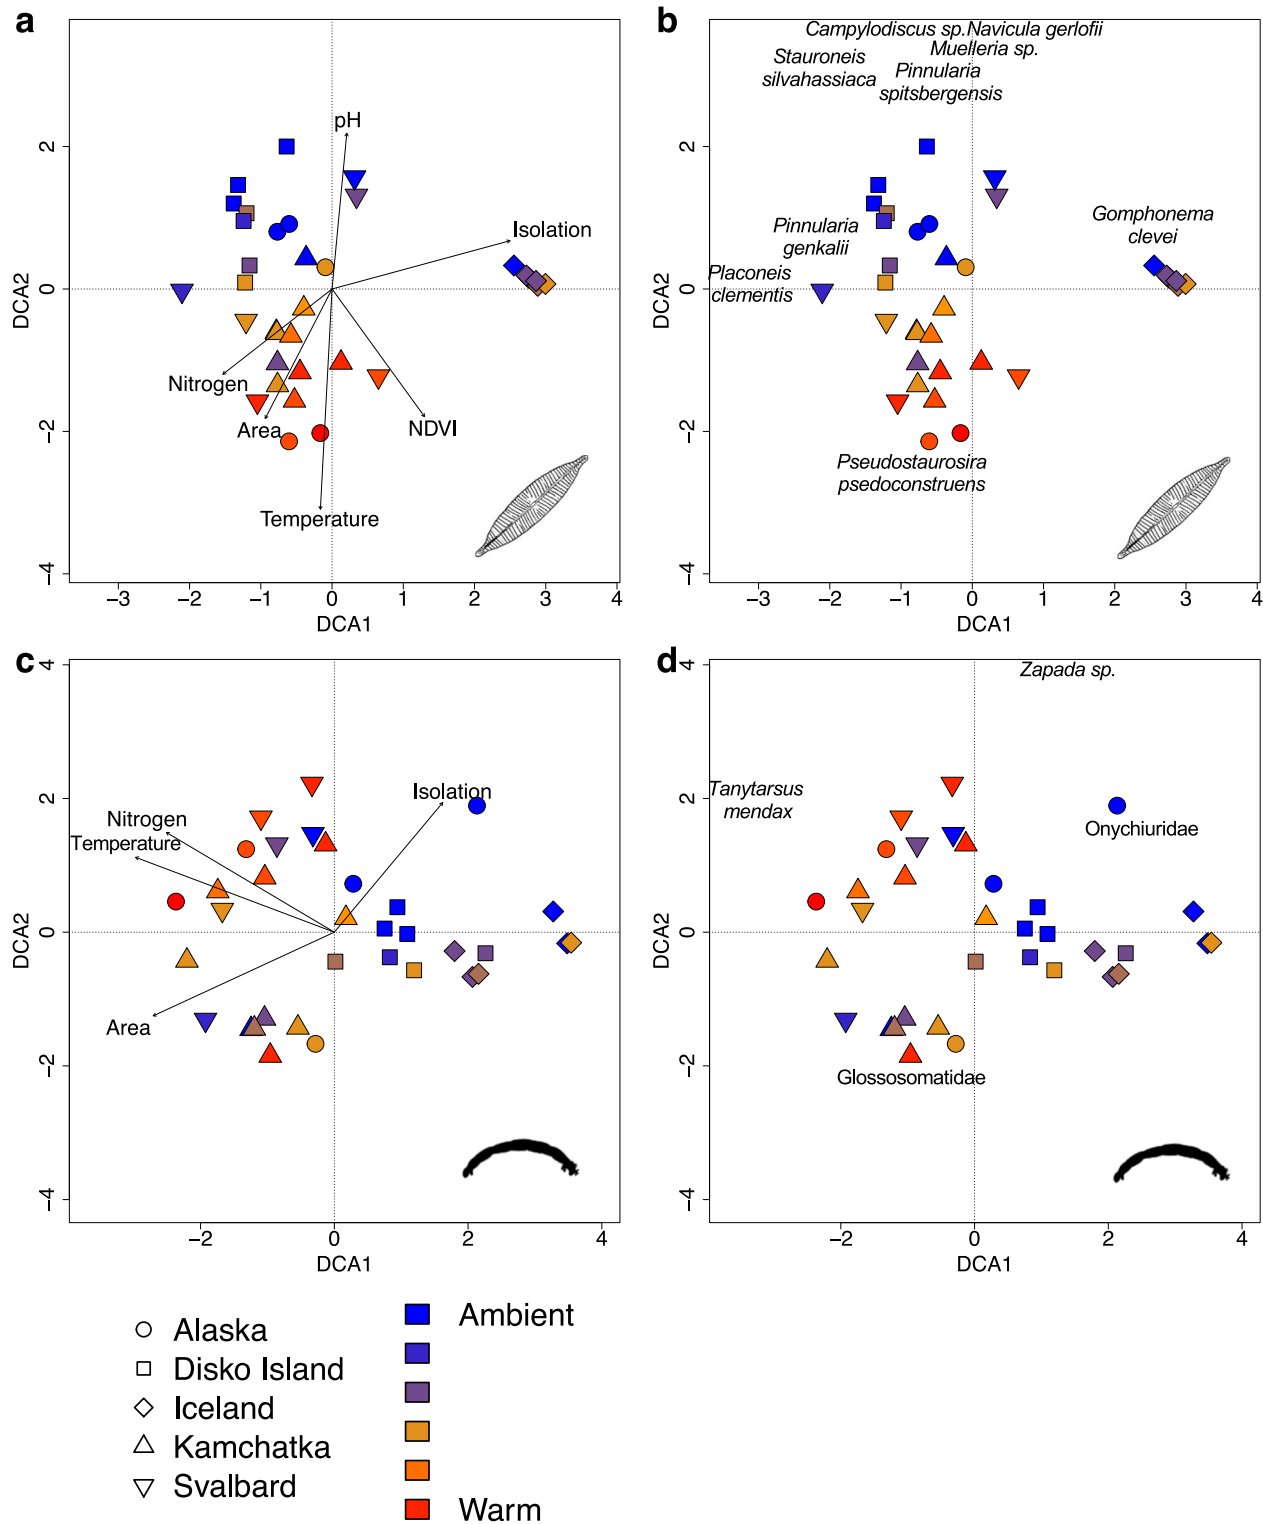 a
pH
Isolation
Nitrogen
Area
NDVI
Temperature
2
0
−2
−4
DCA2
−3 −2 −1 0 1 2 3 4
DCA1
b
Campylodiscus sp. Navicula gerlofii
Muelleria sp.
Stauroneis
silvahassiaca
Pinnularia
spitsbergensis
Pinnularia
genkalii
Placoneis
clementis
Gomphonema
clevei
Pseudostaurosira
psedoconstruens
2
0
−2
−4
DCA2
−3 −2 −1 0 1 2 3 4
DCA1
c
Isolation
Nitrogen
Temperature
Area
4
2
0
−2
−4
DCA2
−2 0 2 4
DCA1
d
Zapada sp.
Tanytarsus
mendax
Onychiuridae
Glossosomatidae
4
2
0
−2
−4
DCA2
−2 0 2 4
DCA1
Alaska
Disko Island
Iceland
Kamchatka
Svalbard
Ambient
Warm